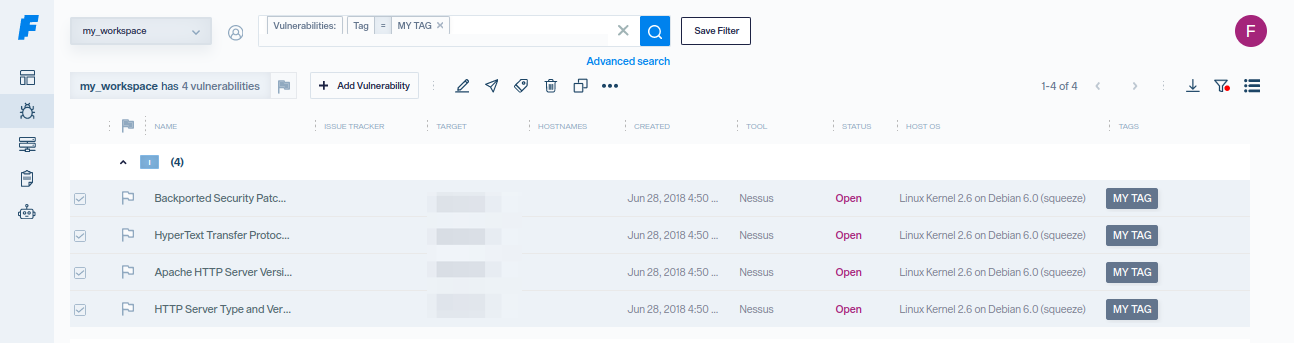 my_workspace
Vulnerabilities: Tag = MY TAG
Save Filter
F
Advanced search
my_workspace has 4 vulnerabilities
+ Add Vulnerability
1-4 of 4
NAME ISSUE TRACKER TARGET HOSTNAMES CREATED TOOL STATUS HOST OS TAGS
I (4)
Backported Security Patc... Jun 28, 2018 4:50 ... Nessus Open Linux Kernel 2.6 on Debian 6.0 (squeeze) MY TAG
HyperText Transfer Protoc... Jun 28, 2018 4:50 ... Nessus Open Linux Kernel 2.6 on Debian 6.0 (squeeze) MY TAG
Apache HTTP Server Versi... Jun 28, 2018 4:50 ... Nessus Open Linux Kernel 2.6 on Debian 6.0 (squeeze) MY TAG
HTTP Server Type and Ver... Jun 28, 2018 4:50 ... Nessus Open Linux Kernel 2.6 on Debian 6.0 (squeeze) MY TAG